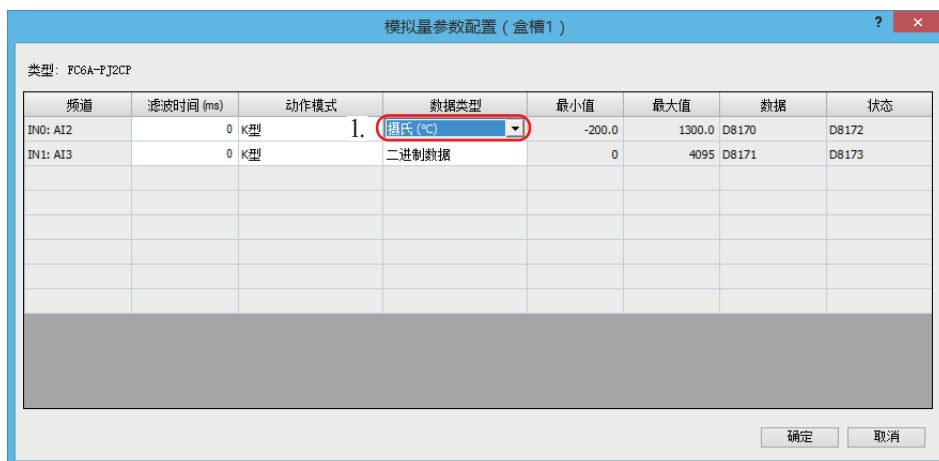 模拟量参数配置（盒槽1） ? ×
类型: FC6A-PJ2CP
频道 滤波时间 (ms) 动作模式 数据类型 最小值 最大值 数据 状态
IN0: AI2 0 K型 1. 摄氏 (℃) -200.0 1300.0 D8170 D8172
IN1: AI3 0 K型 二进制数据 0 4095 D8171 D8173
确定 取消